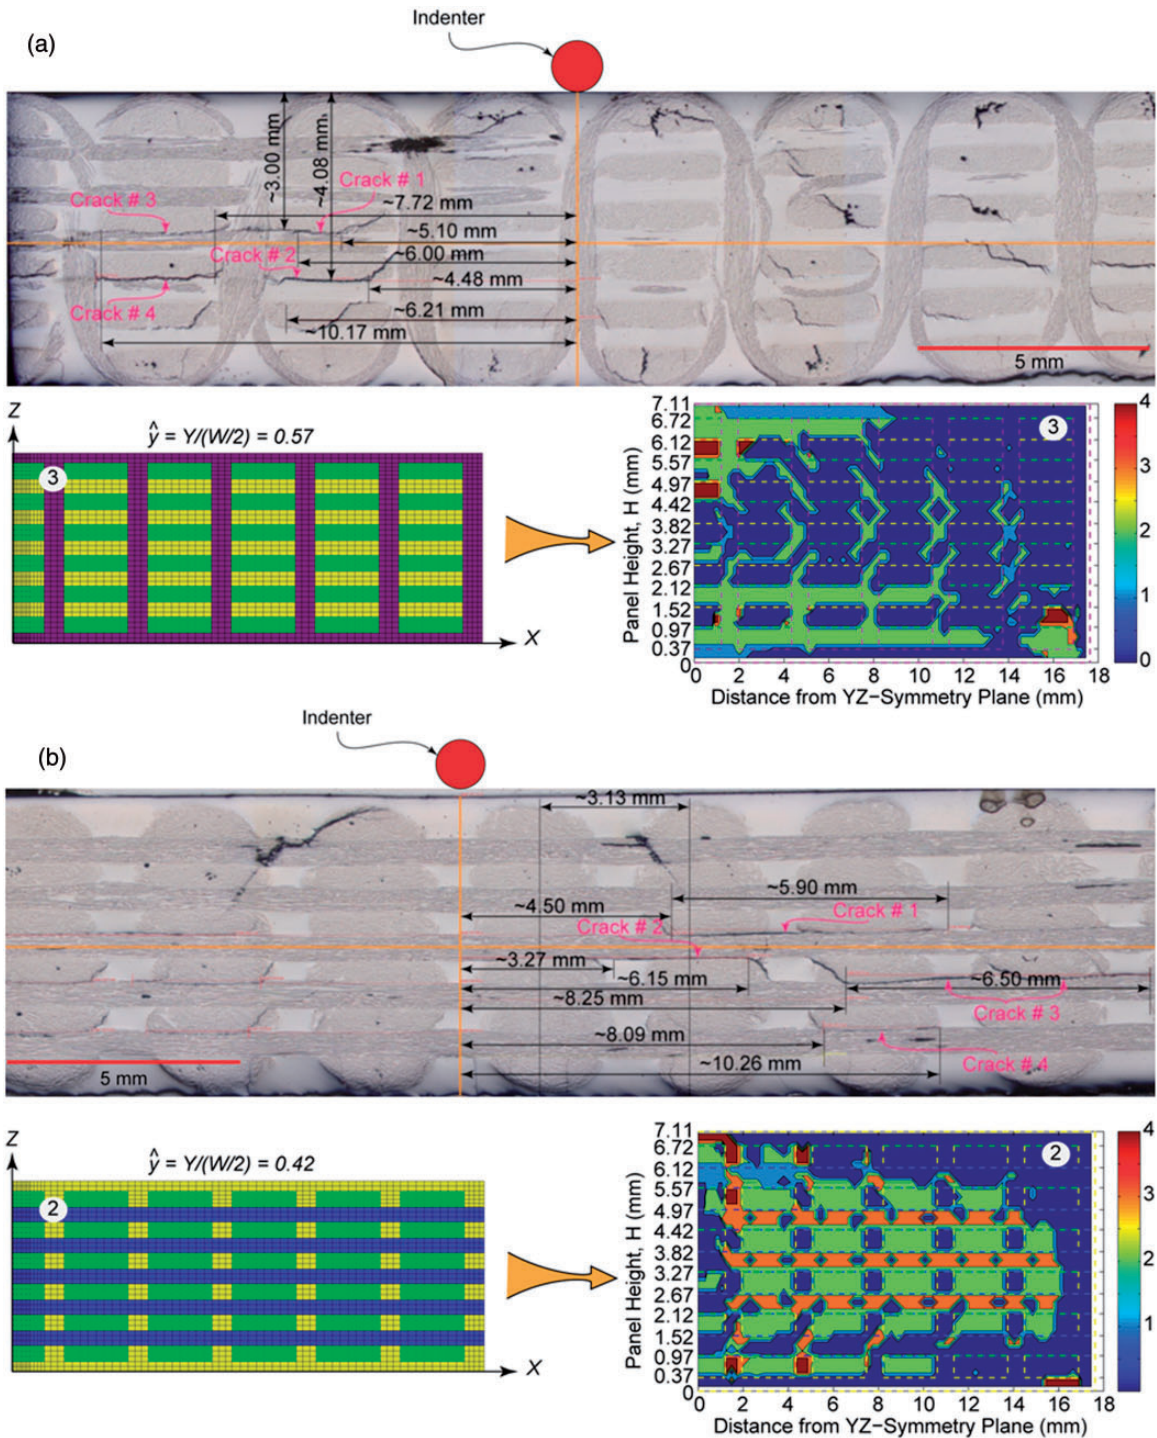 Indenter
(a)
~3.00 mm
~4.08 mm
Crack # 1
Crack # 3
~7.72 mm
~5.10 mm
Crack # 2
~6.00 mm
~4.48 mm
Crack # 4
~6.21 mm
~10.17 mm
5 mm
Z
ŷ = Y/(W/2) = 0.57
3
X
Panel Height, H (mm)
7.11
6.72
6.12
5.57
4.97
4.42
3.82
3.27
2.67
2.12
1.52
0.97
0.37
0
3
0 2 4 6 8 10 12 14 16 18
Distance from YZ−Symmetry Plane (mm)
4
3
2
1
0
Indenter
(b)
~3.13 mm
~5.90 mm
~4.50 mm
Crack # 1
Crack # 2
~3.27 mm
~6.15 mm
~6.50 mm
~8.25 mm
Crack # 3
~8.09 mm
Crack # 4
~10.26 mm
5 mm
Z
ŷ = Y/(W/2) = 0.42
2
X
Panel Height, H (mm)
7.11
6.72
6.12
5.57
4.97
4.42
3.82
3.27
2.67
2.12
1.52
0.97
0.37
0
2
0 2 4 6 8 10 12 14 16 18
Distance from YZ−Symmetry Plane (mm)
4
3
2
1